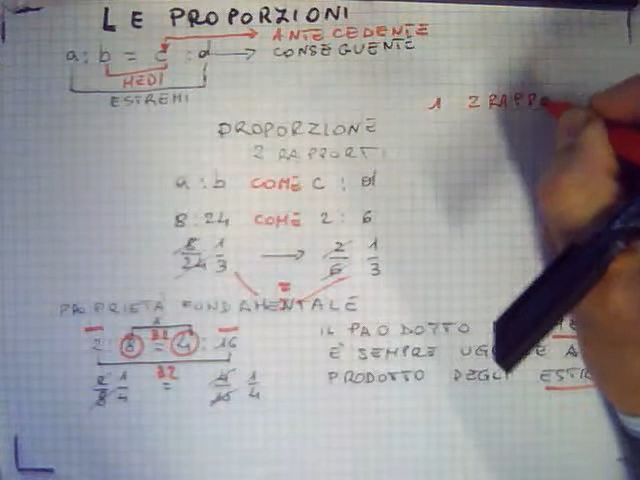 LE PROPORZIONI
ANTECEDENTE
a : b = c : d → CONSEGUENTE
MEDI
ESTREMI
1 2 RAPPO
PROPORZIONE
2 RAPPORTI
a : b COME c : d
8 : 24 COME 2 : 6
8/24 1/3 → 2/6 1/3
=
PROPRIETÀ FONDAMENTALE
2 : 8 = 4 : 16
32
32
2/8 1/4 = 4/16 1/4
IL PRODOTTO
È SEMPRE
PRODOTTO DEGLI